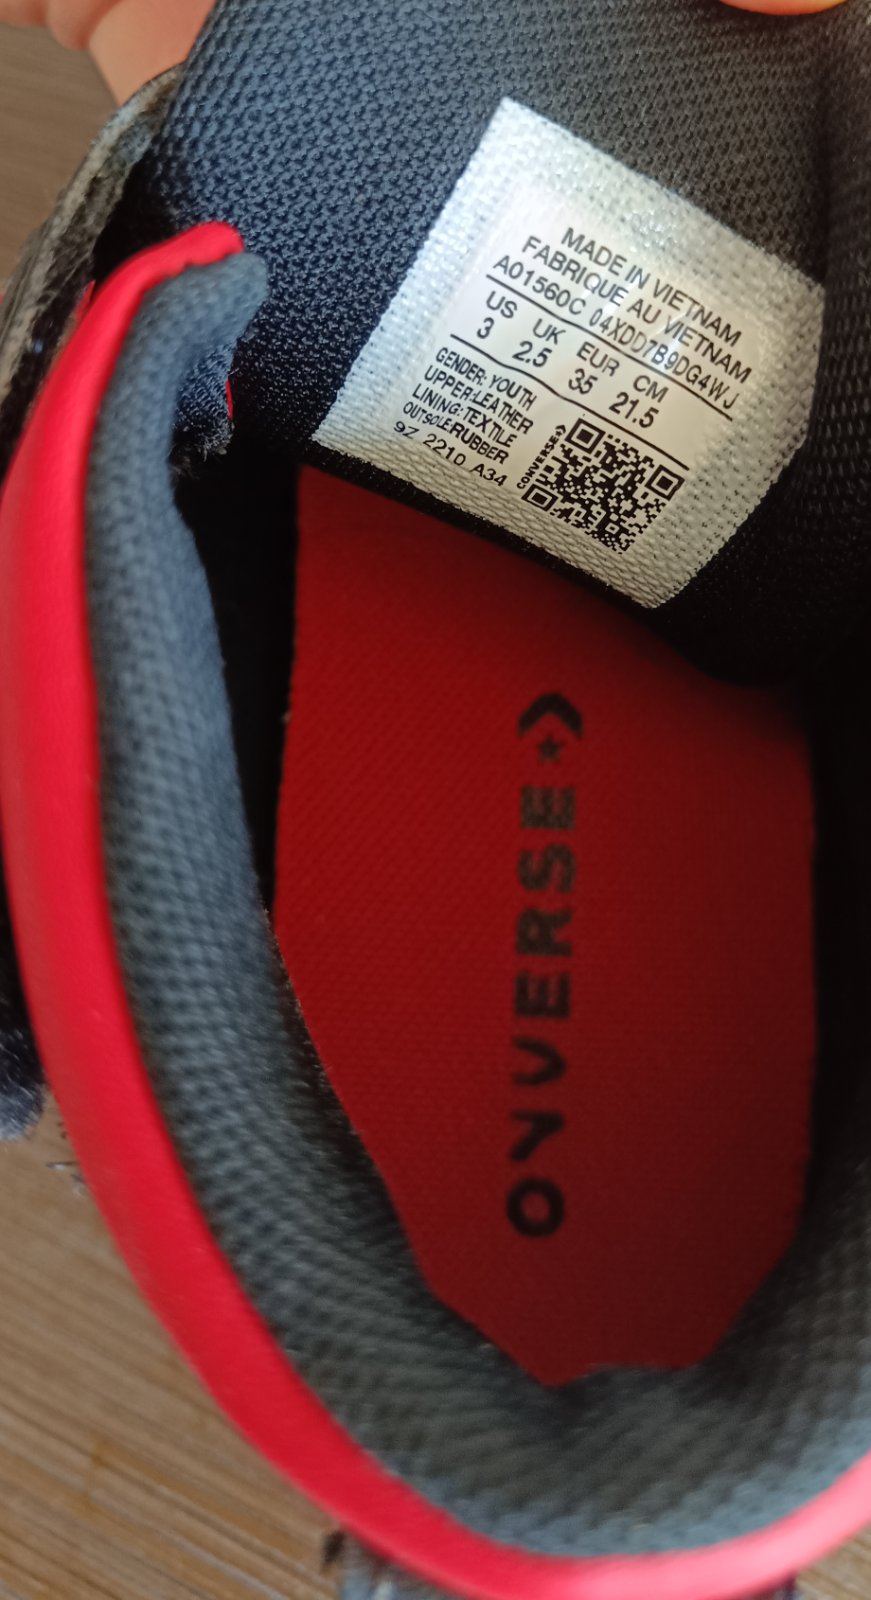 MADE IN VIETNAM
FABRIQUE AU VIETNAM
A01560C 04XDD7B9DG4WJ
US UK EUR CM
3 2.5 35 21.5
GENDER: YOUTH
UPPER:LEATHER
LINING:TEXTILE
OUTSOLE:RUBBER
9Z 2210 A34
CONVERSE
OVVERSE